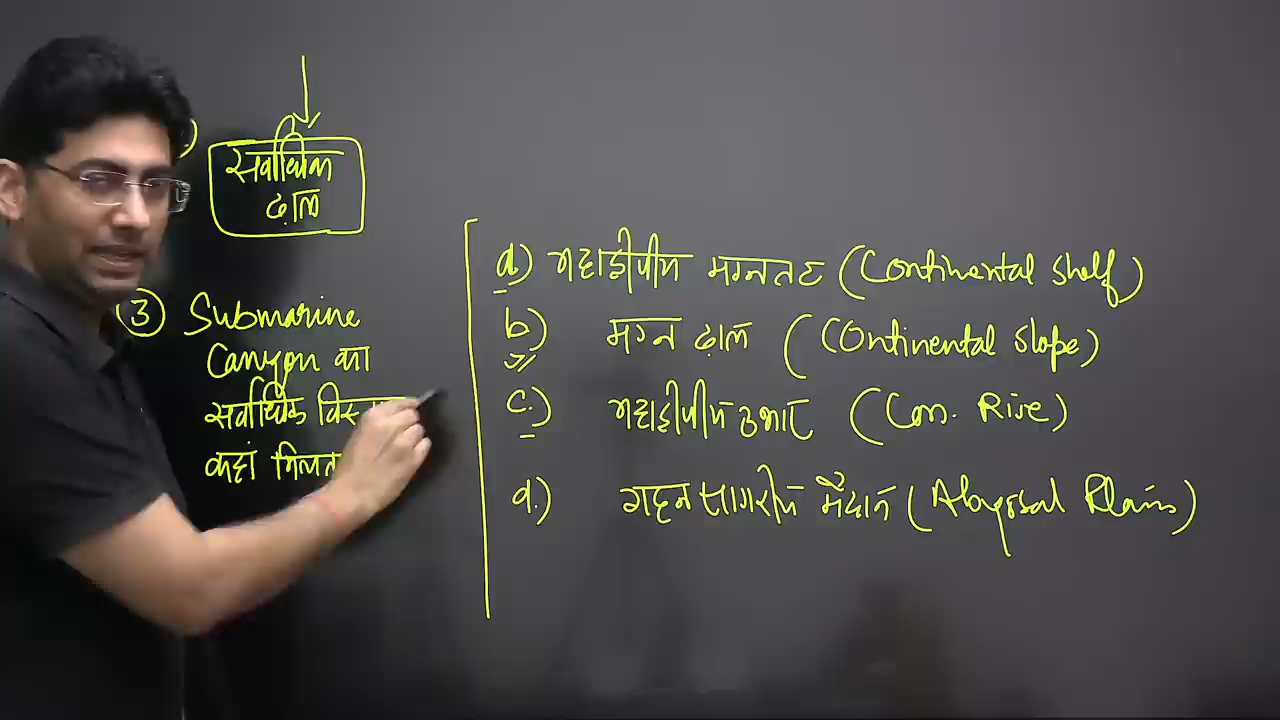 सर्वाधिक
ढाल
③ Submarine
Canyon का
सर्वाधिक
कहां
a) महाद्वीपीय मग्नतट (Continental Shelf)
b) मग्न ढाल (Continental Slope)
c.) महाद्वीपीय उभार (Con. Rise)
d.) गहन सागरीय मैदान (Abyssal Plains)